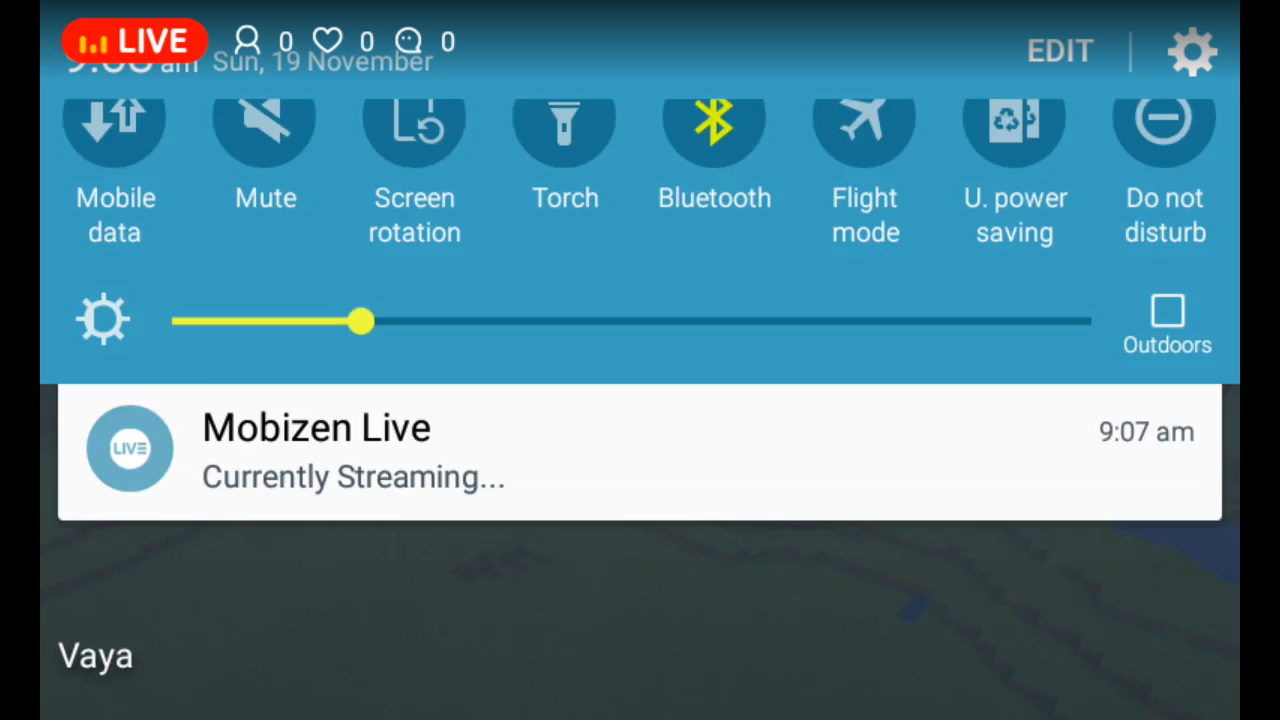 LIVE 0 0 0
am Sun, 19 November
EDIT
Mobile data
Mute
Screen rotation
Torch
Bluetooth
Flight mode
U. power saving
Do not disturb
Outdoors
LIVE
Mobizen Live
9:07 am
Currently Streaming...
Vaya